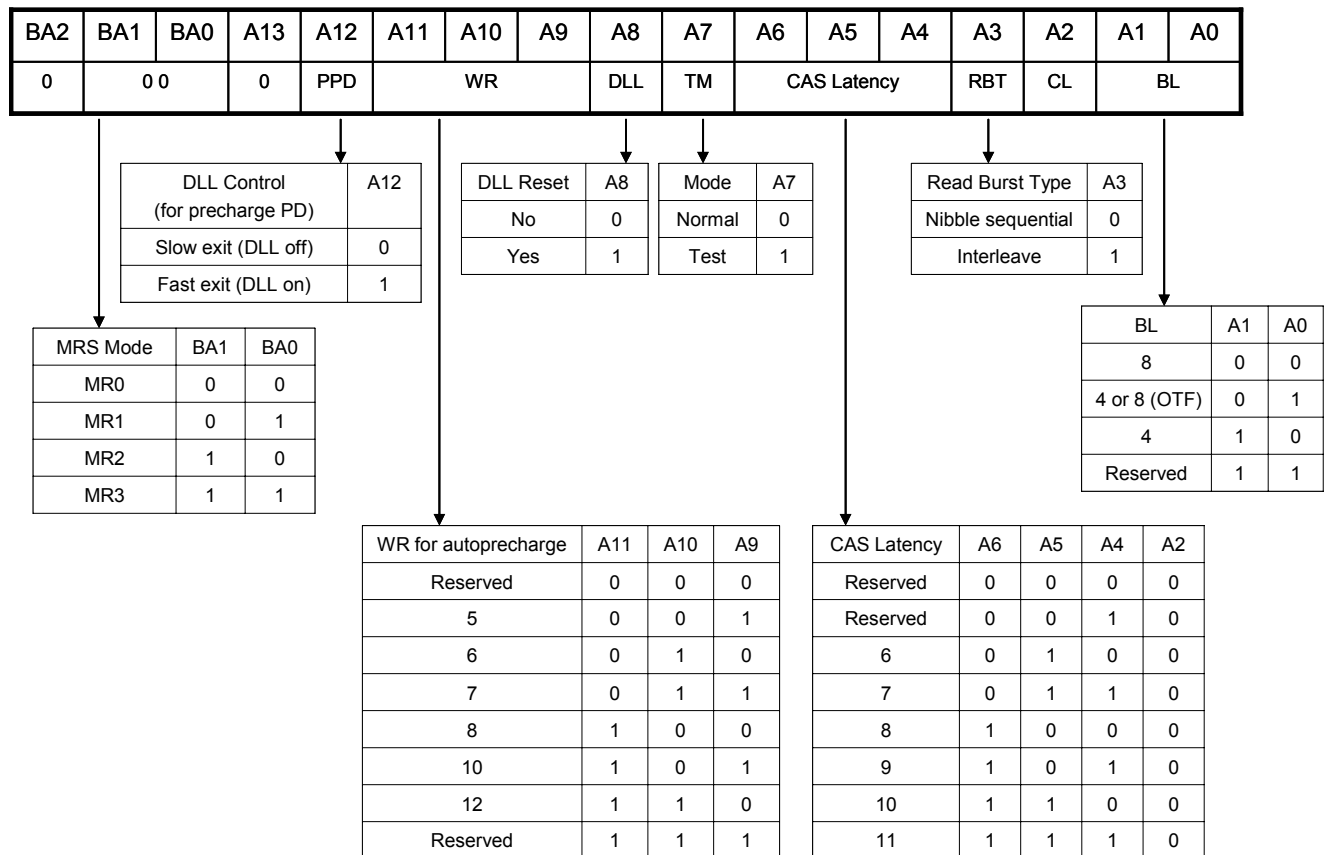 BA2 BA1 BA0 A13 A12 A11 A10 A9 A8 A7 A6 A5 A4 A3 A2 A1 A0
0 0 0 0 PPD WR DLL TM CAS Latency RBT CL BL
DLL Control (for precharge PD) A12
Slow exit (DLL off) 0
Fast exit (DLL on) 1
DLL Reset A8
No 0
Yes 1
Mode A7
Normal 0
Test 1
Read Burst Type A3
Nibble sequential 0
Interleave 1
MRS Mode BA1 BA0
MR0 0 0
MR1 0 1
MR2 1 0
MR3 1 1
BL A1 A0
8 0 0
4 or 8 (OTF) 0 1
4 1 0
Reserved 1 1
WR for autoprecharge A11 A10 A9
Reserved 0 0 0
5 0 0 1
6 0 1 0
7 0 1 1
8 1 0 0
10 1 0 1
12 1 1 0
Reserved 1 1 1
CAS Latency A6 A5 A4 A2
Reserved 0 0 0 0
Reserved 0 0 1 0
6 0 1 0 0
7 0 1 1 0
8 1 0 0 0
9 1 0 1 0
10 1 1 0 0
11 1 1 1 0